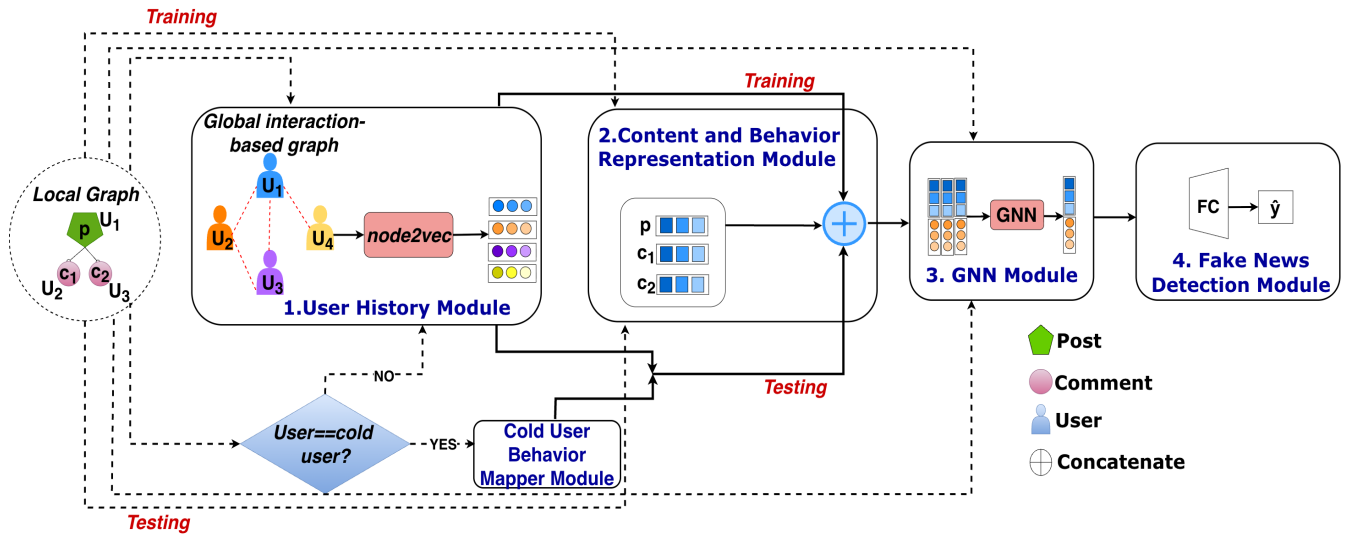 Training
Training
Global interaction-
based graph
U1
U2
U4
U3
node2vec
1.User History Module
Local Graph
p
U1
c1
c2
U2
U3
2.Content and Behavior
Representation Module
p
c1
c2
GNN
3. GNN Module
FC
ŷ
4. Fake News
Detection Module
NO
User==cold
user?
YES
Cold User
Behavior
Mapper Module
Testing
Testing
Post
Comment
User
Concatenate